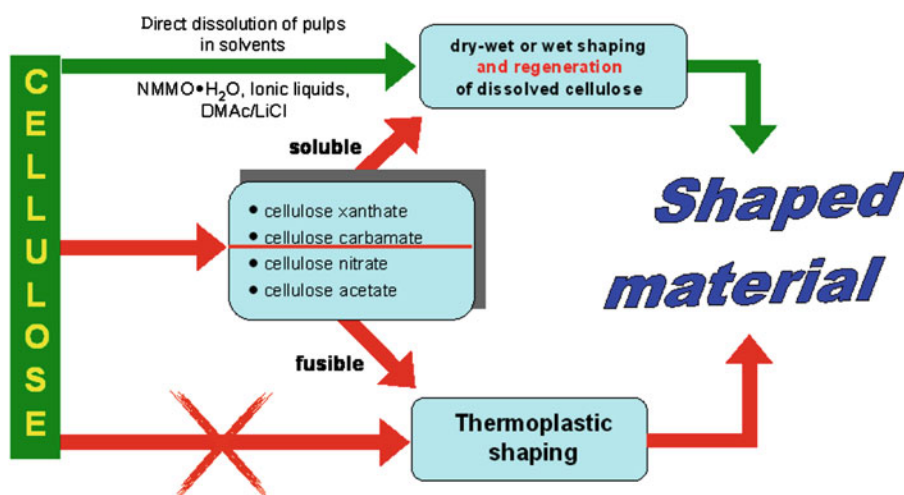 CELLULOSE
Direct dissolution of pulps
in solvents
NMMO•H₂O, Ionic liquids,
DMAc/LiCl
dry-wet or wet shaping
and regeneration
of dissolved cellulose
soluble
• cellulose xanthate
• cellulose carbamate
• cellulose nitrate
• cellulose acetate
Shaped
material
fusible
Thermoplastic
shaping